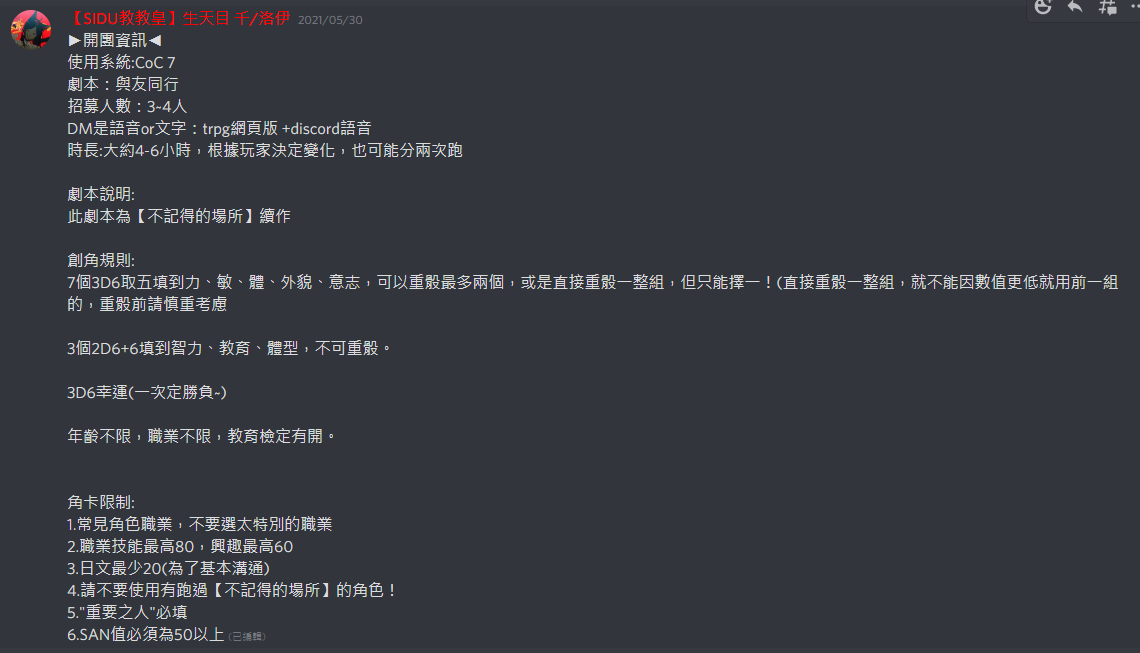 【SIDU教教皇】生天目 千/洛伊 2021/05/30
▶開團資訊◀
使用系統:CoC 7
劇本：與友同行
招募人數：3~4人
DM是語音or文字：trpg網頁版 +discord語音
時長:大約4-6小時，根據玩家決定變化，也可能分兩次跑
劇本說明:
此劇本為【不記得的場所】續作
創角規則:
7個3D6取五填到力、敏、體、外貌、意志，可以重骰最多兩個，或是直接重骰一整組，但只能擇一！(直接重骰一整組，就不能因數值更低就用前一組
的，重骰前請慎重考慮
3個2D6+6填到智力、教育、體型，不可重骰。
3D6幸運(一次定勝負~)
年齡不限，職業不限，教育檢定有開。
角卡限制:
1.常見角色職業，不要選太特別的職業
2.職業技能最高80，興趣最高60
3.日文最少20(為了基本溝通)
4.請不要使用有跑過【不記得的場所】的角色！
5."重要之人"必填
6.SAN值必須為50以上 (已編輯)